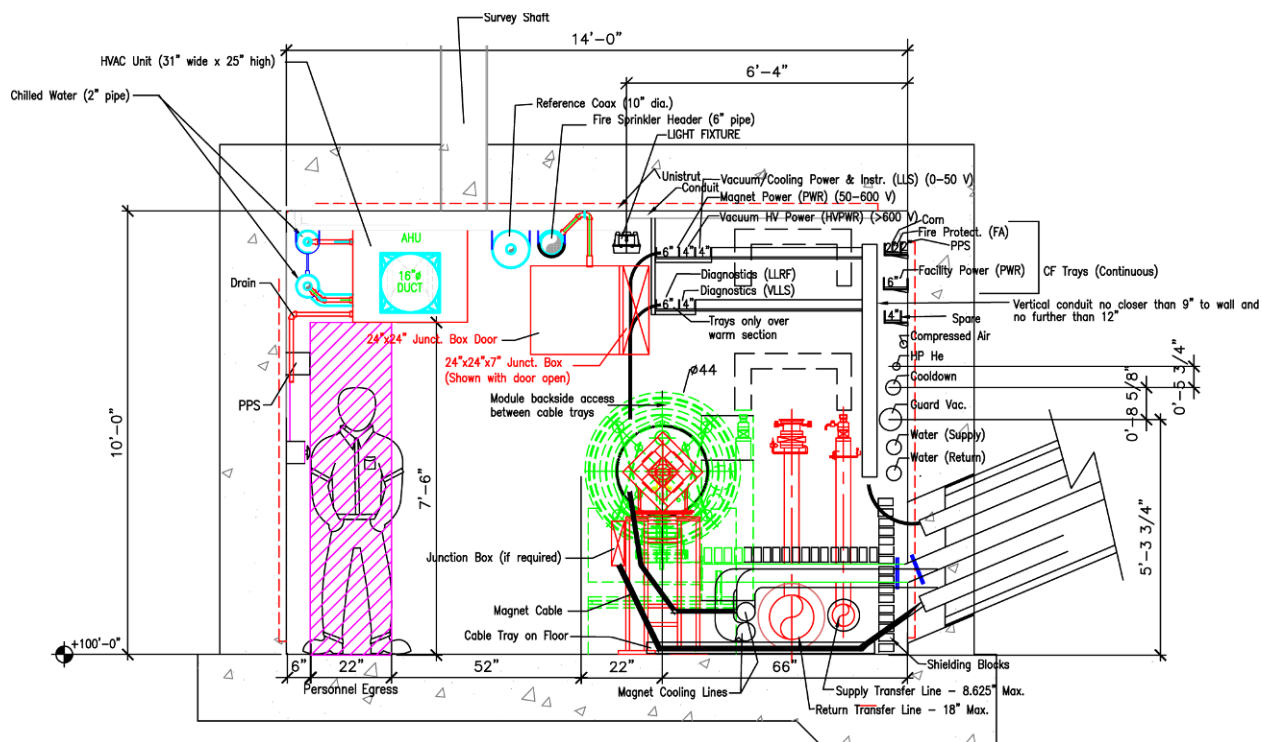 Survey Shaft
14'-0"
HVAC Unit (31" wide x 25" high)
6'-4"
Chilled Water (2" pipe)
Reference Coax (10" dia.)
Fire Sprinkler Header (6" pipe)
LIGHT FIXTURE
Unistrut
Conduit
Vacuum/Cooling Power & Instr. (LLS) (0-50 V)
Magnet Power (PWR) (50-600 V)
Vacuum HV Power (HVPWR) (>600 V)
Com
Fire Protect. (FA)
PPS
AHU
6" 4" 4"
2" 2" 2"
16"ø
DUCT
Diagnostics (LLRF)
6"
Facility Power (PWR)
CF Trays (Continuous)
Drain
Diagnostics (VLLS)
6" 4"
Vertical conduit no closer than 9" to wall and
no further than 12"
4"
Spare
Trays only over
warm section
24"x24" Junct. Box Door
Compressed Air
24"x24"x7" Junct. Box
(Shown with door open)
HP He
ø44
Cooldown
0'-5 3/4"
PPS
Module backside access
between cable trays
Guard Vac.
0'-8 5/8"
10'-0"
Water (Supply)
Water (Return)
7'-6"
5'-3 3/4"
Junction Box (if required)
Magnet Cable
Cable Tray on Floor
+100'-0"
6"
22"
52"
22"
66"
Shielding Blocks
Personnel Egress
Magnet Cooling Lines
Supply Transfer Line - 8.625" Max.
Return Transfer Line - 18" Max.